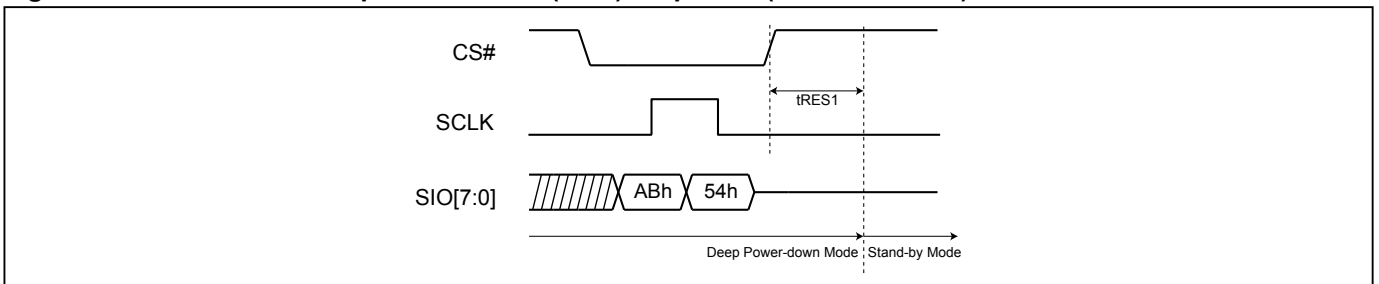 CS#
tRES1
SCLK
SIO[7:0] ABh 54h
Deep Power-down Mode Stand-by Mode